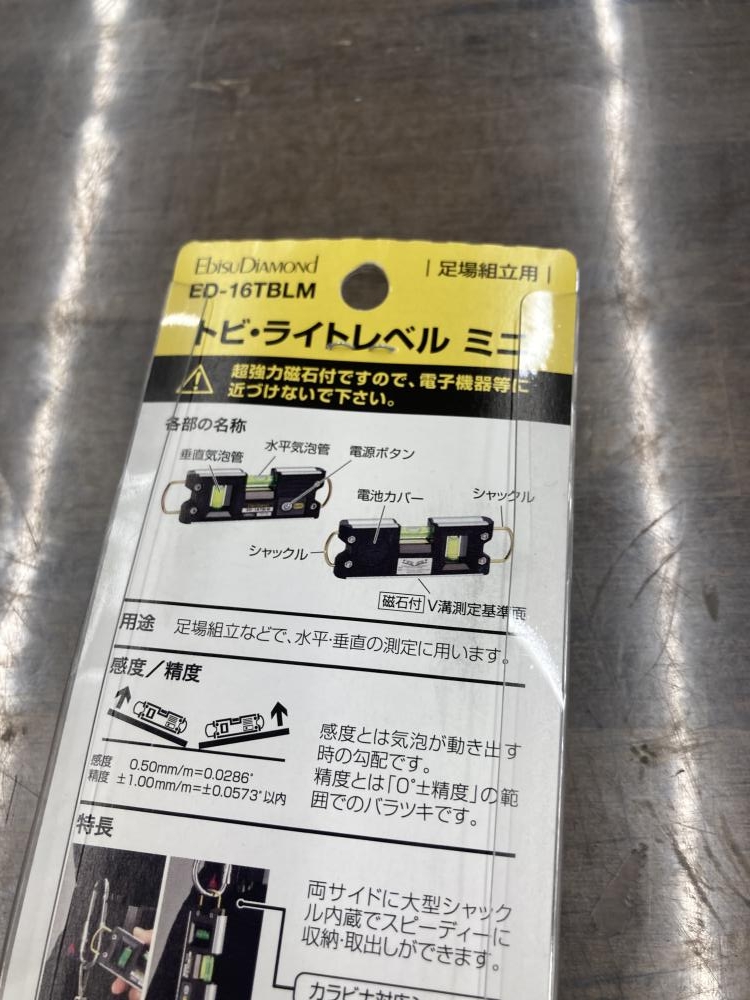 EBISUDIAMOND
|足場組立用|
ED-16TBLM
トビ・ライトレベル ミニ
超強力磁石付ですので、電子機器等に
近づけないで下さい。
各部の名称
垂直気泡管
水平気泡管
電源ボタン
電池カバー
シャックル
シャックル
磁石付 V溝測定基準面
用途 足場組立などで、水平・垂直の測定に用います。
感度/精度
感度とは気泡が動き出す
時の勾配です。
精度とは「0°±精度」の範
囲でのバラツキです。
感度 0.50mm/m=0.0286°
精度 ±1.00mm/m=±0.0573°以内
特長
両サイドに大型シャック
ル内蔵でスピーディーに
収納・取出しができます。
カラビナ対応